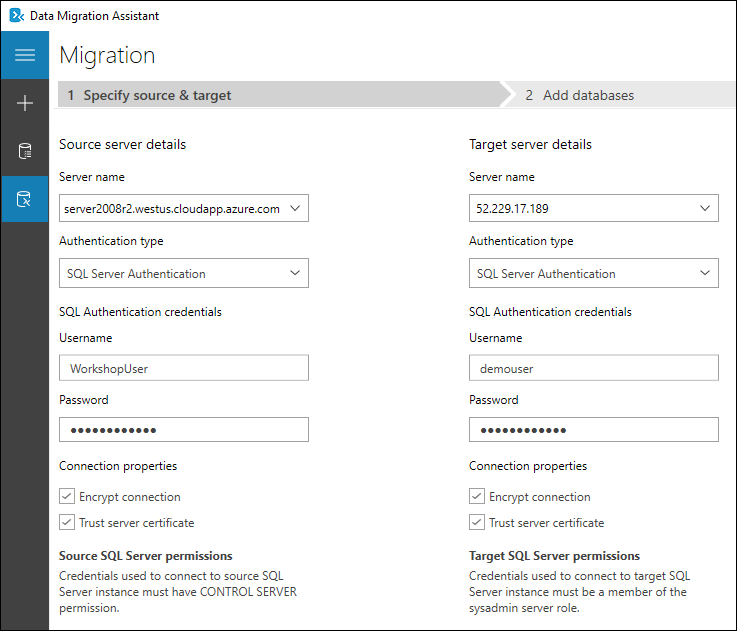 Data Migration Assistant
Migration
1 Specify source & target
2 Add databases
Source server details
Server name
server2008r2.westus.cloudapp.azure.com
Authentication type
SQL Server Authentication
SQL Authentication credentials
Username
WorkshopUser
Password
●●●●●●●●●●●●
Connection properties
Encrypt connection
Trust server certificate
Source SQL Server permissions
Credentials used to connect to source SQL
Server instance must have CONTROL SERVER
permission.
Target server details
Server name
52.229.17.189
Authentication type
SQL Server Authentication
SQL Authentication credentials
Username
demouser
Password
●●●●●●●●●●●●
Connection properties
Encrypt connection
Trust server certificate
Target SQL Server permissions
Credentials used to connect to target SQL
Server instance must be a member of the
sysadmin server role.